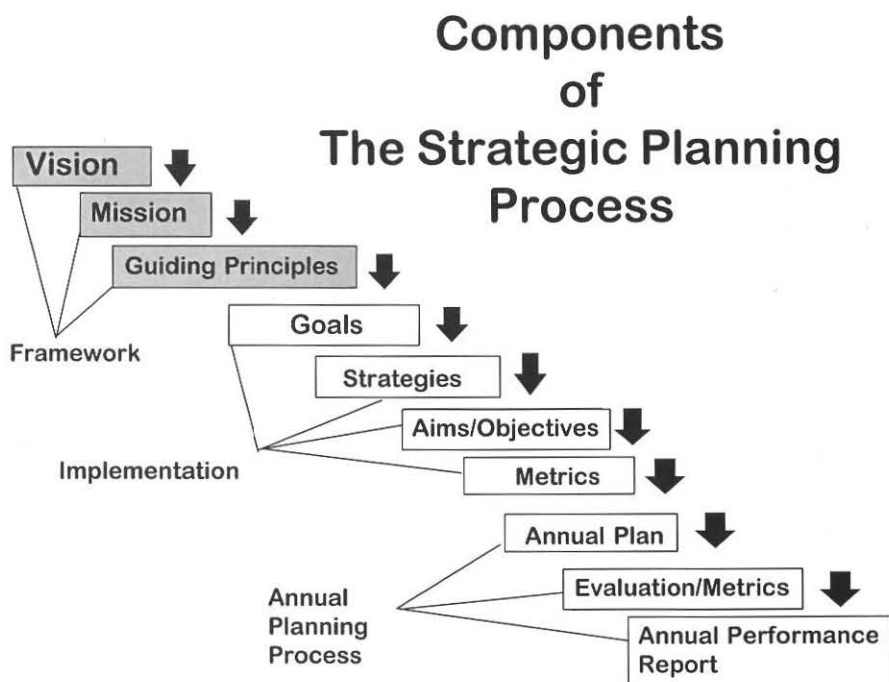 Components
of
The Strategic Planning
Process
Vision
Mission
Guiding Principles
Framework
Goals
Strategies
Aims/Objectives
Metrics
Implementation
Annual Plan
Evaluation/Metrics
Annual Performance
Report
Annual
Planning
Process